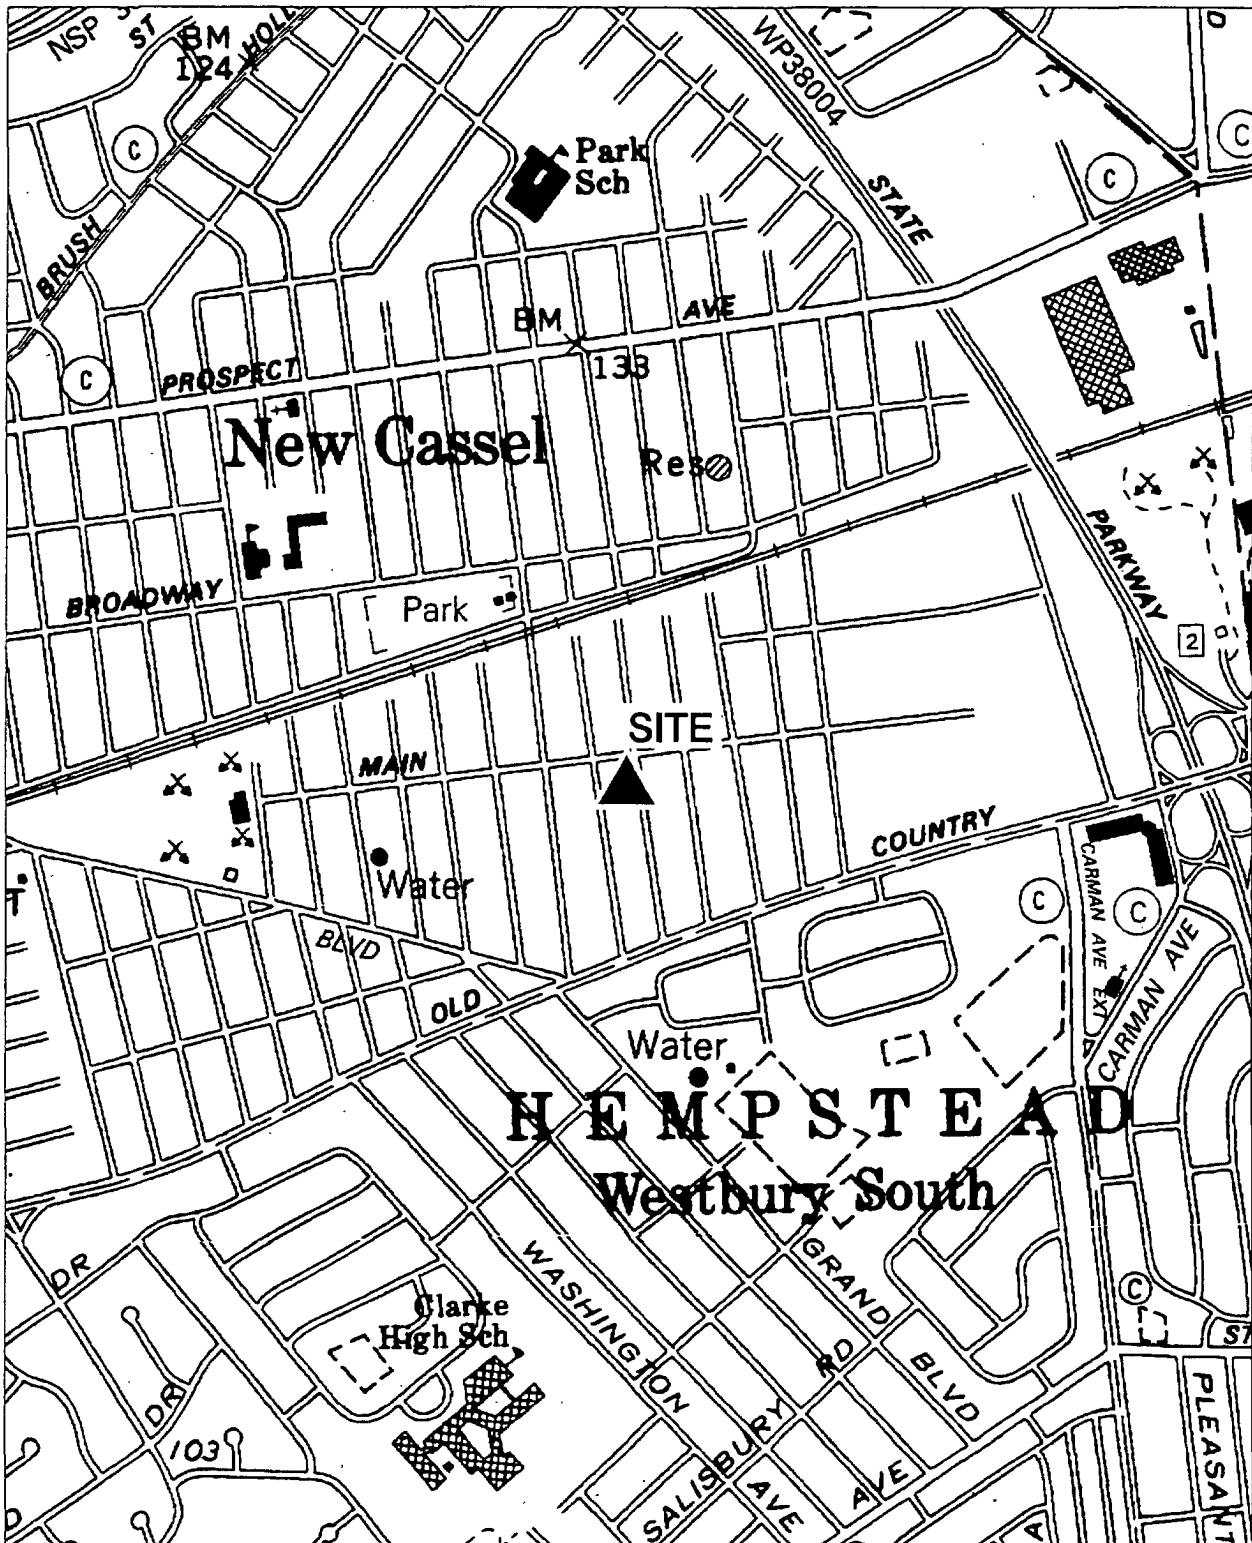 NSP
ST
BM
124
HOLL
WP38004
D
C
C
C
C
Park
Sch
STATE
BRUSH
BM
133
AVE
PROSPECT
C
New Cassel
Res
BROADWAY
Park
PARKWAY
2
SITE
MAIN
COUNTRY
Water
T
BLVD
OLD
C
C
CARMAN AVE EXT
CARMAN AVE
Water
HEMPSTEAD
Westbury South
DR
WASHINGTON
GRAND
BLVD
C
Clarke
High Sch
ST
DR
103
RD
SALISBURY
AVE
AVE
PLEASANT
D
A